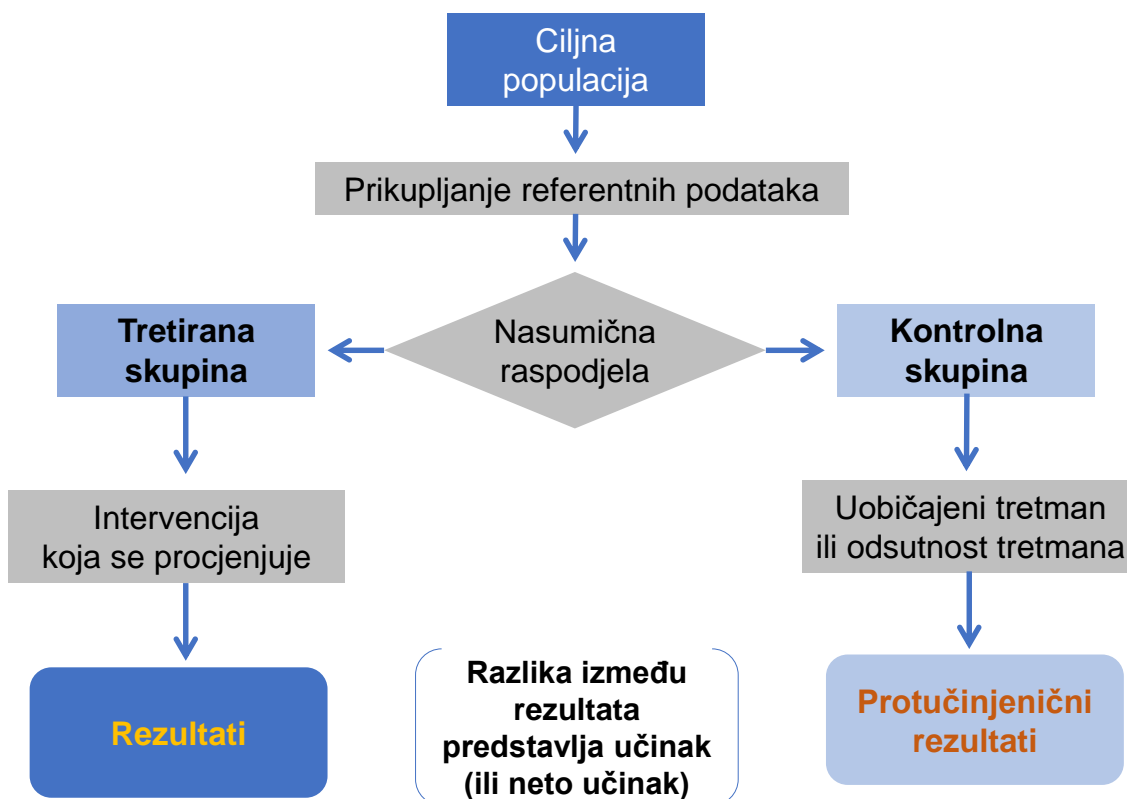 Ciljna
populacija
Prikupljanje referentnih podataka
Tretirana
skupina
Nasumična
raspodjela
Kontrolna
skupina
Intervencija
koja se procjenjuje
Uobičajeni tretman
ili odsutnost tretmana
Rezultati
Razlika između
rezultata
predstavlja učinak
(ili neto učinak)
Protučinjenični
rezultati